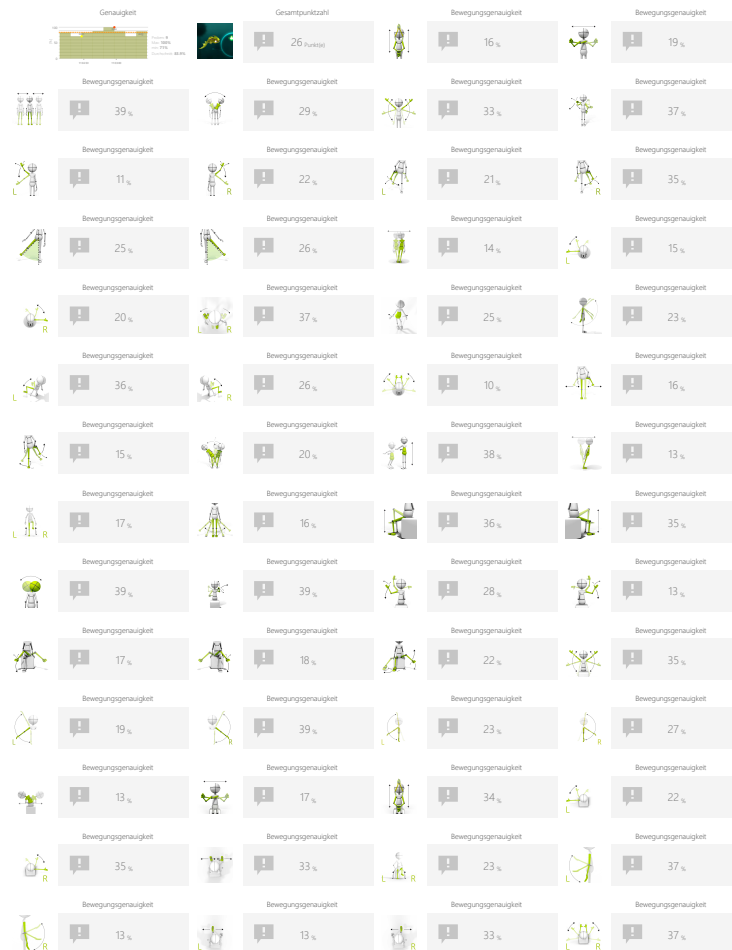 Genauigkeit
Gesamtpunktzahl
Bewegungsgenauigkeit
Bewegungsgenauigkeit
26 Punkt(e)
16 %
19 %
Bewegungsgenauigkeit
Bewegungsgenauigkeit
Bewegungsgenauigkeit
Bewegungsgenauigkeit
39 %
29 %
33 %
37 %
Bewegungsgenauigkeit
Bewegungsgenauigkeit
Bewegungsgenauigkeit
Bewegungsgenauigkeit
L
11 %
R
22 %
L
21 %
R
35 %
Bewegungsgenauigkeit
Bewegungsgenauigkeit
Bewegungsgenauigkeit
Bewegungsgenauigkeit
25 %
26 %
14 %
L
15 %
Bewegungsgenauigkeit
Bewegungsgenauigkeit
Bewegungsgenauigkeit
Bewegungsgenauigkeit
R
20 %
L R
37 %
25 %
23 %
Bewegungsgenauigkeit
Bewegungsgenauigkeit
Bewegungsgenauigkeit
Bewegungsgenauigkeit
L
36 %
R
26 %
10 %
16 %
Bewegungsgenauigkeit
Bewegungsgenauigkeit
Bewegungsgenauigkeit
Bewegungsgenauigkeit
15 %
20 %
38 %
13 %
Bewegungsgenauigkeit
Bewegungsgenauigkeit
Bewegungsgenauigkeit
Bewegungsgenauigkeit
L R
17 %
16 %
36 %
35 %
Bewegungsgenauigkeit
Bewegungsgenauigkeit
Bewegungsgenauigkeit
Bewegungsgenauigkeit
39 %
39 %
28 %
13 %
Bewegungsgenauigkeit
Bewegungsgenauigkeit
Bewegungsgenauigkeit
Bewegungsgenauigkeit
17 %
18 %
22 %
35 %
Bewegungsgenauigkeit
Bewegungsgenauigkeit
Bewegungsgenauigkeit
Bewegungsgenauigkeit
L
19 %
R
39 %
L
23 %
R
27 %
Bewegungsgenauigkeit
Bewegungsgenauigkeit
Bewegungsgenauigkeit
Bewegungsgenauigkeit
13 %
17 %
34 %
L
22 %
Bewegungsgenauigkeit
Bewegungsgenauigkeit
Bewegungsgenauigkeit
Bewegungsgenauigkeit
R
35 %
33 %
L R
23 %
L
37 %
Bewegungsgenauigkeit
Bewegungsgenauigkeit
Bewegungsgenauigkeit
Bewegungsgenauigkeit
R
13 %
L
13 %
R
33 %
L R
37 %